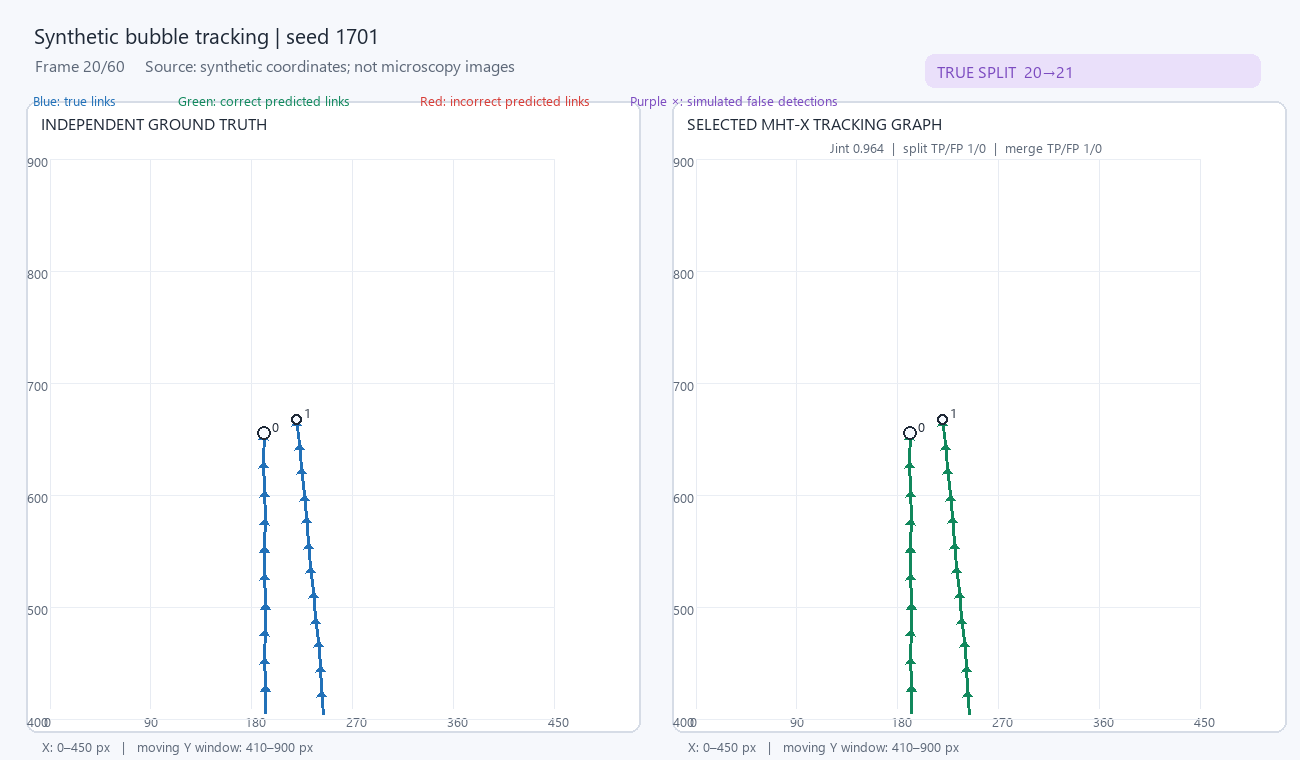 Synthetic bubble tracking | seed 1701
Frame 20/60 Source: synthetic coordinates; not microscopy images
TRUE SPLIT 20→21
Blue: true links Green: correct predicted links Red: incorrect predicted links Purple ×: simulated false detections
INDEPENDENT GROUND TRUTH
900
800
700
600
500
400
0 90 180 270 360 450
0
1
X: 0–450 px | moving Y window: 410–900 px
SELECTED MHT-X TRACKING GRAPH
Jint 0.964 | split TP/FP 1/0 | merge TP/FP 1/0
900
800
700
600
500
400
0 90 180 270 360 450
0
1
X: 0–450 px | moving Y window: 410–900 px